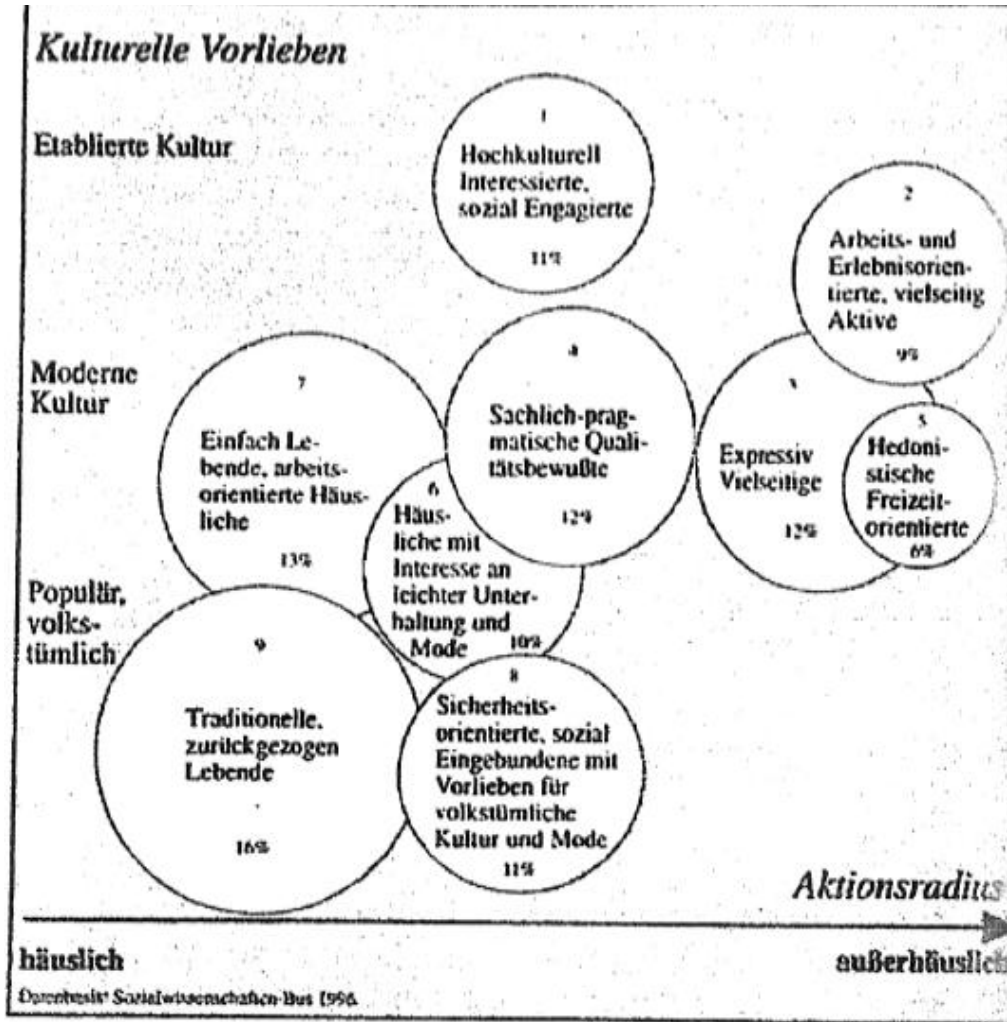 Kulturelle Vorlieben
Etablierte Kultur
1
Hochkulturell
Interessierte,
sozial Engagierte
11%
2
Arbeits- und
Erlebnisorien-
tierte, vielseitig
Aktive
9%
Moderne
Kultur
7
Einfach Le-
bende, arbeits-
orientierte Häus-
liche
13%
4
Sachlich-prag-
matische Quali-
tätsbewußte
12%
3
Expressiv
Vielseitige
12%
5
Hedoni-
stische
Freizeit-
orientierte
6%
6
Häus-
liche mit
Interesse an
leichter Unter-
haltung und
Mode
10%
Populär,
volks-
tümlich
9
Traditionelle,
zurückgezogen
Lebende
16%
8
Sicherheits-
orientierte, sozial
Eingebundene mit
Vorlieben für
volkstümliche
Kultur und Mode
11%
Aktionsradius
häuslich
außerhäuslich
Datenbasis: Sozialwissenschaften-Bus 1996